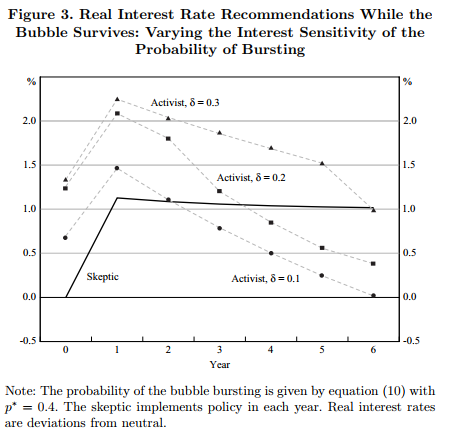 Figure 3. Real Interest Rate Recommendations While the
Bubble Survives: Varying the Interest Sensitivity of the
Probability of Bursting
% %
Activist, δ = 0.3
2.0 2.0
1.5 1.5
Activist, δ = 0.2
1.0 1.0
0.5 0.5
Skeptic Activist, δ = 0.1
0.0 0.0
-0.5 -0.5
0 1 2 3 4 5 6
Year
Note: The probability of the bubble bursting is given by equation (10) with
p* = 0.4. The skeptic implements policy in each year. Real interest rates
are deviations from neutral.